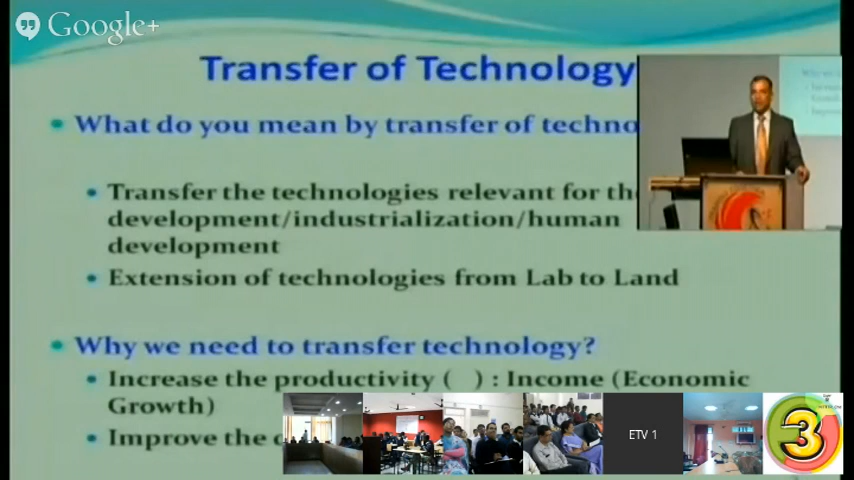 Google+
Transfer of Technology
What do you mean by transfer of techno
Transfer the technologies relevant for the
development/industrialization/human
development
Extension of technologies from Lab to Land
Why we need to transfer technology?
Increase the productivity ( ) : Income (Economic
Growth)
Improve the
ETV 1
3